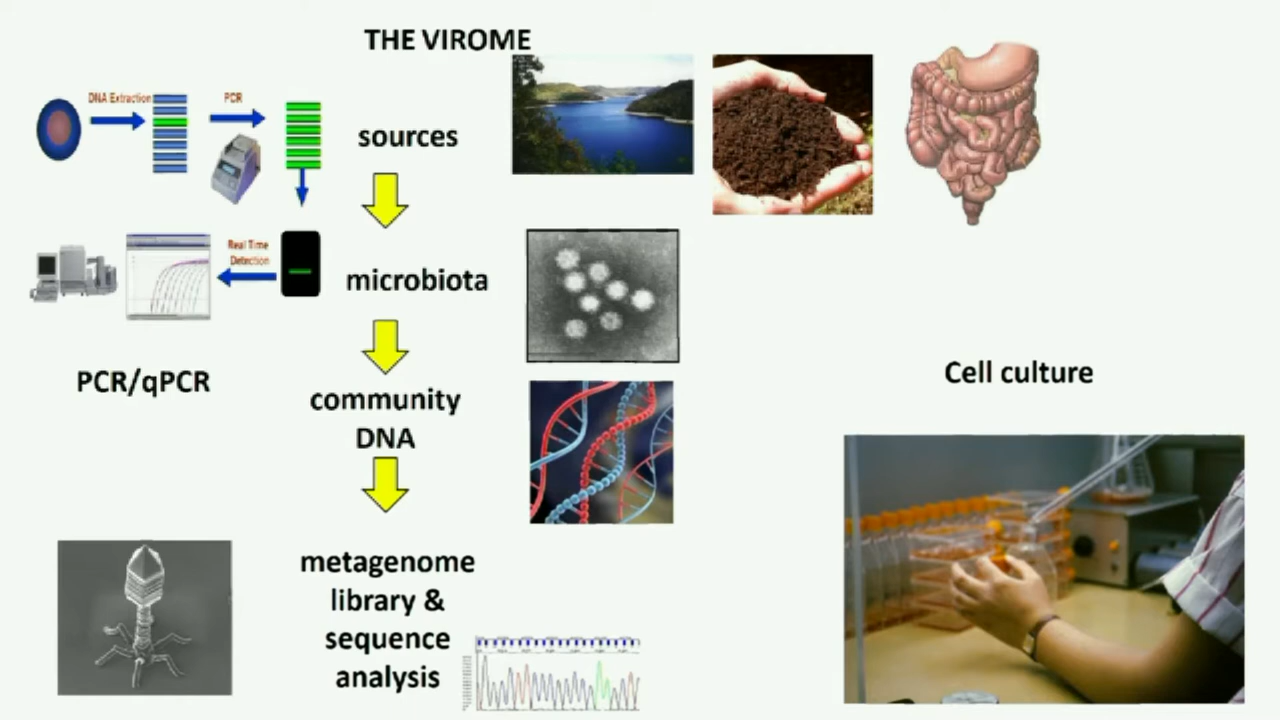 THE VIROME
DNA Extraction
PCR
sources
Real Time
Detection
microbiota
PCR/qPCR
community
DNA
Cell culture
metagenome
library &
sequence
analysis